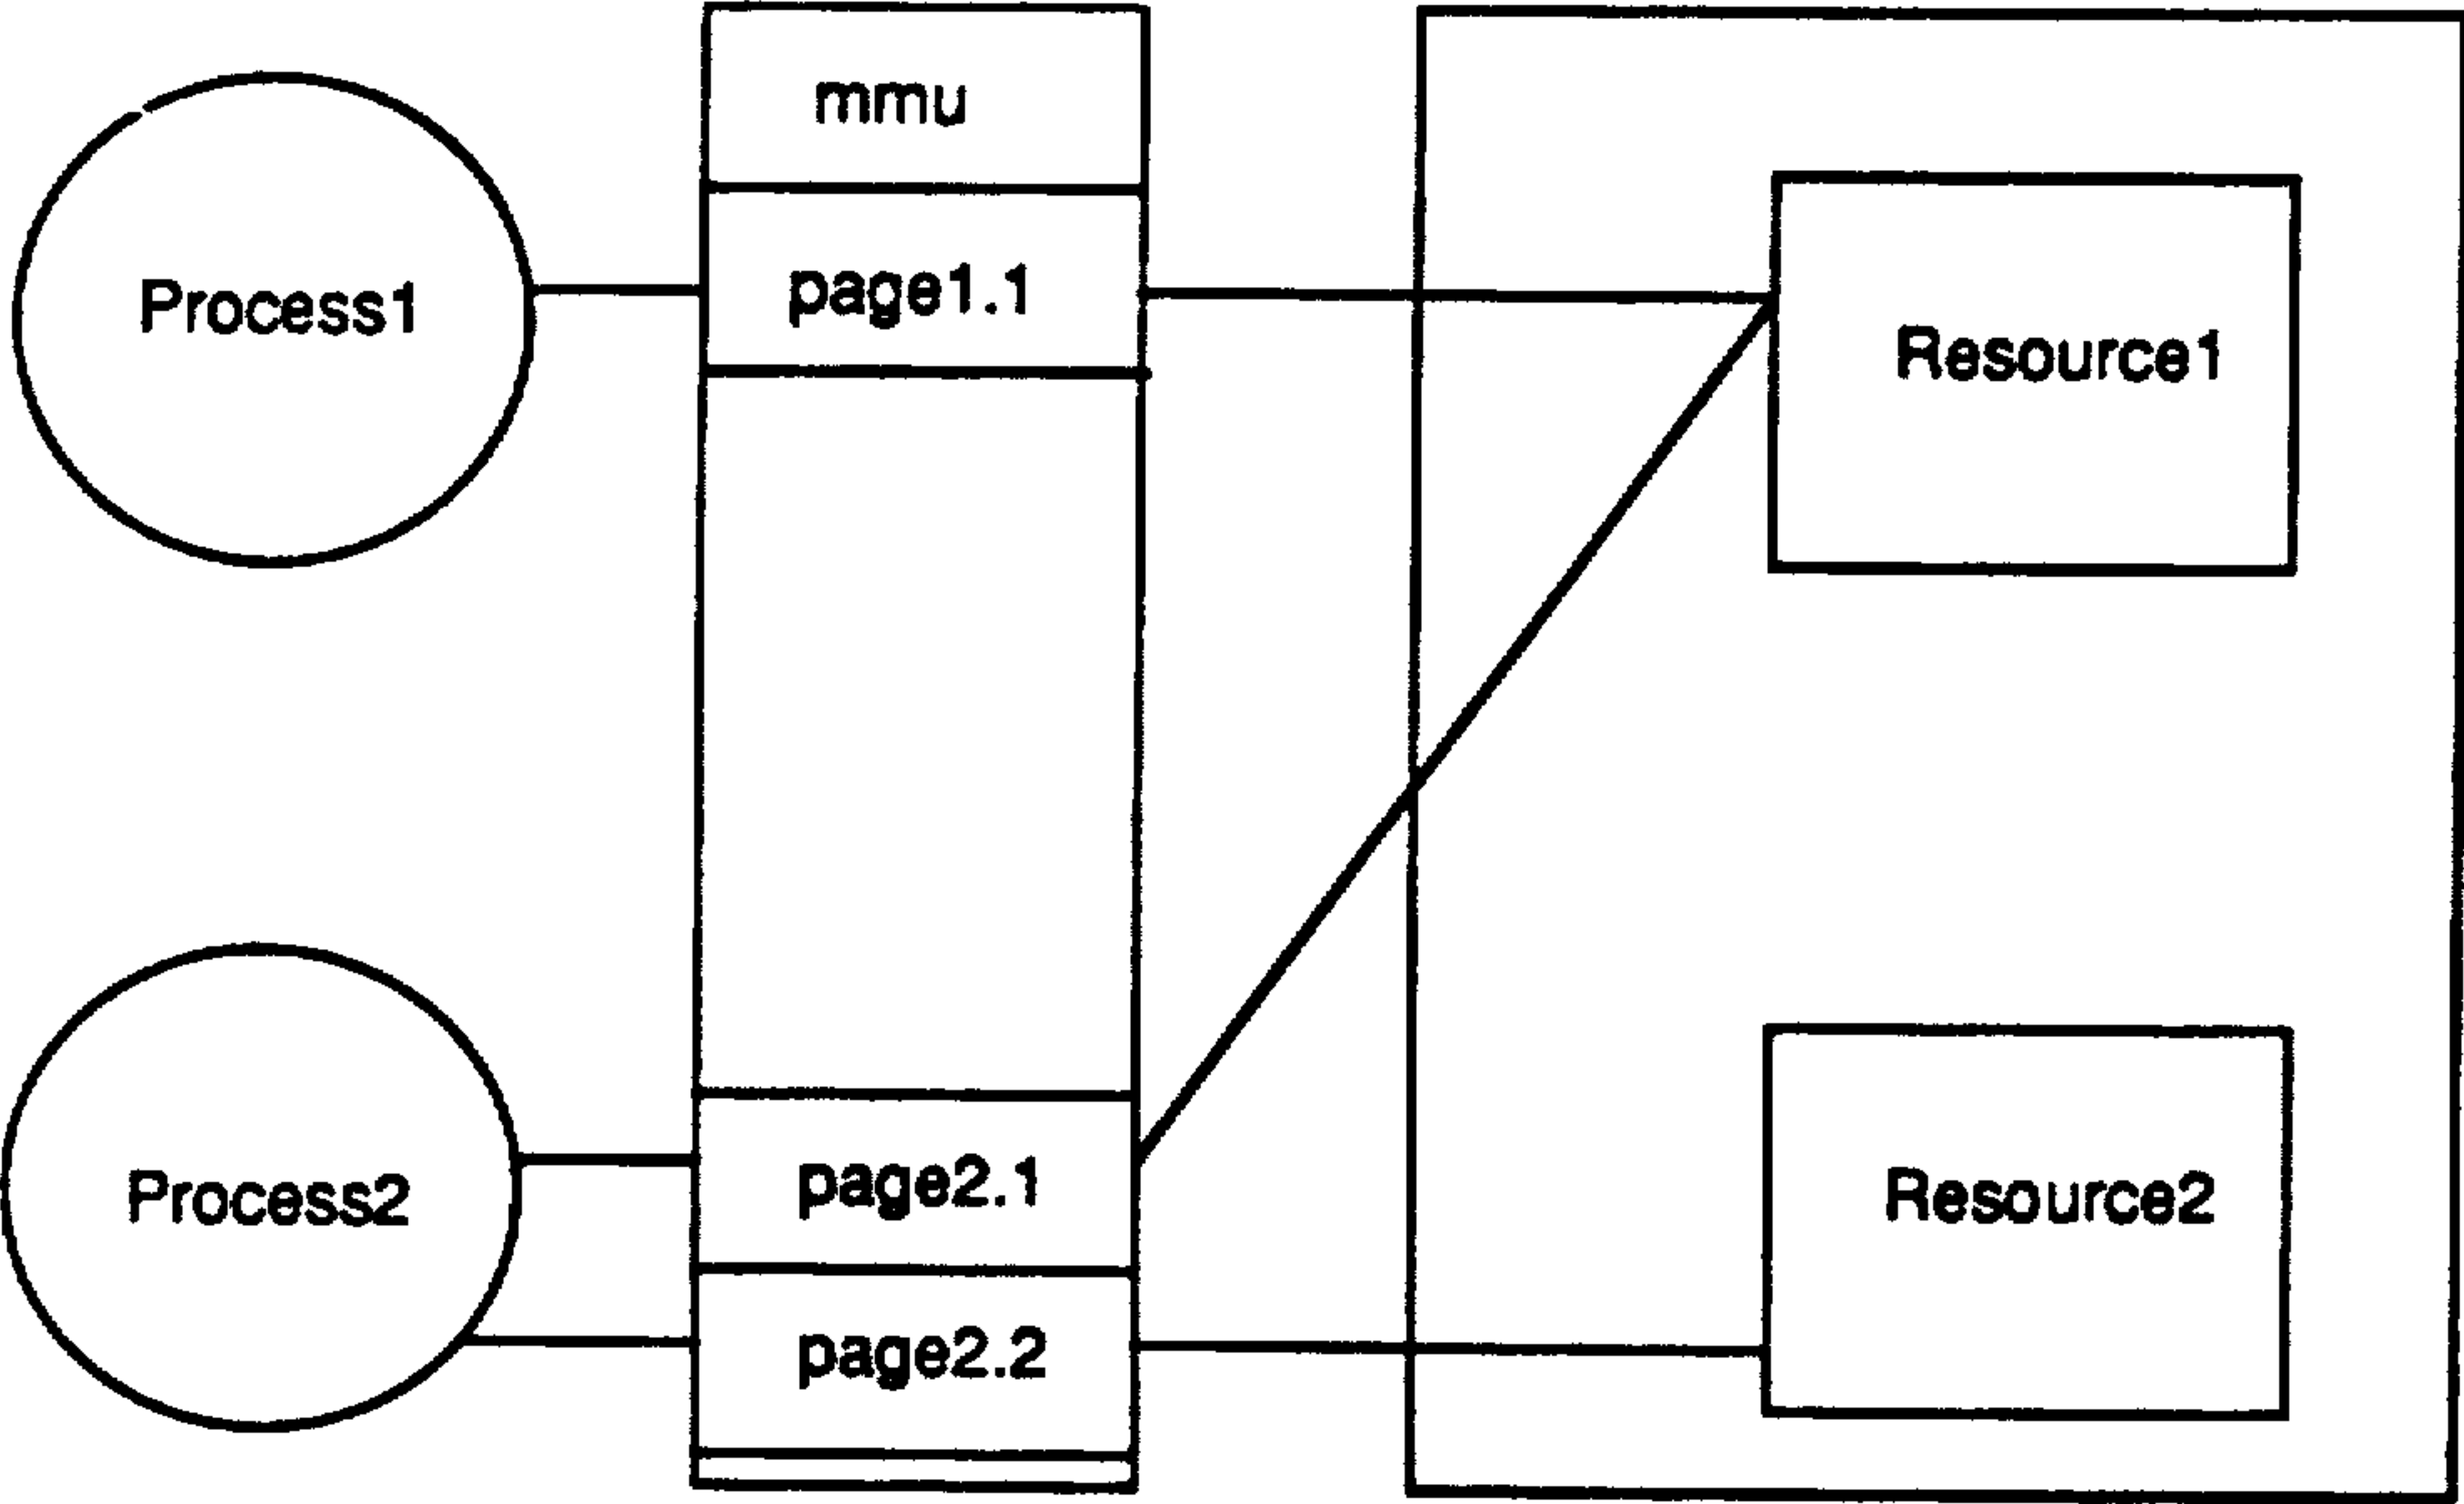 mmu
Process1
page1.1
Resource1
Process2
page2.1
Resource2
page2.2